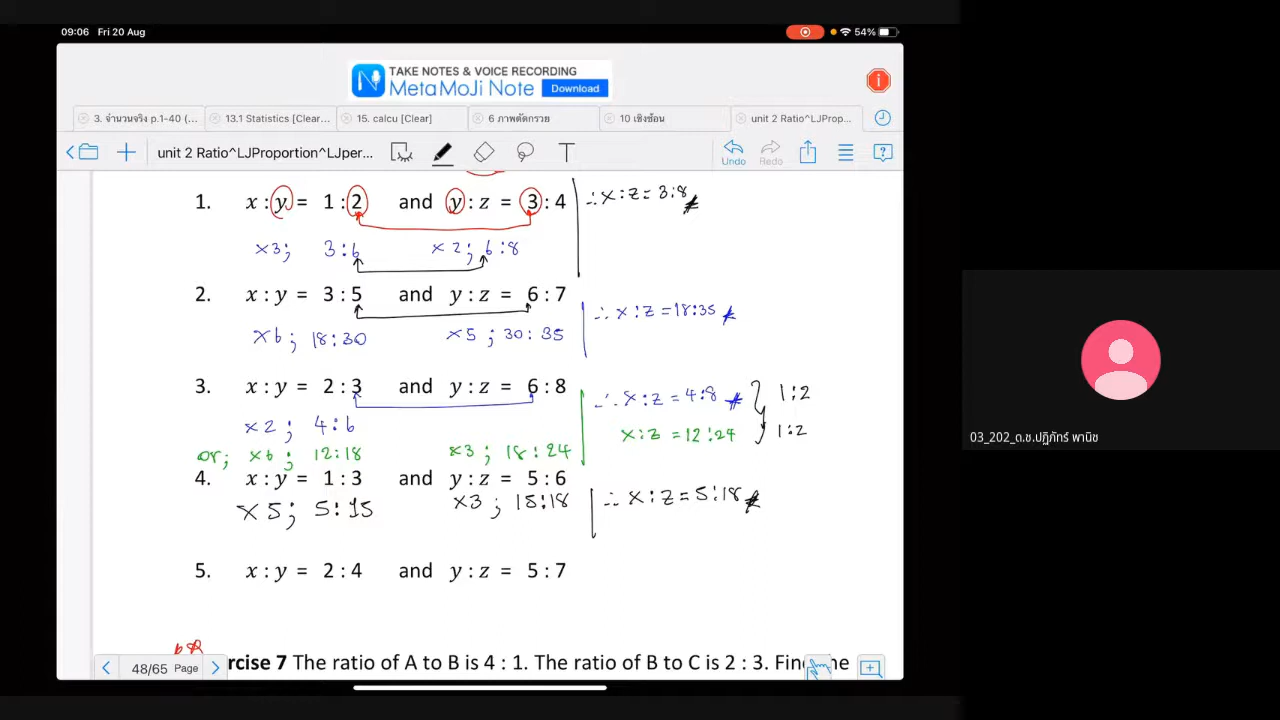 09:06 Fri 20 Aug 54%
TAKE NOTES & VOICE RECORDING
MetaMoJi Note Download
3. จำนวนจริง p.1-40 (... 13.1 Statistics [Clear... 15. calcu [Clear] 6 ภาพตัดกรวย 10 เชิงซ้อน unit 2 Ratio^LJProp...
unit 2 Ratio^LJProportion^LJper... Undo Redo
1. x : y = 1 : 2 and y : z = 3 : 4 ∴ x : z = 3 : 8
×3; 3 : 6 ×2; 6 : 8
2. x : y = 3 : 5 and y : z = 6 : 7 ∴ x : z = 18:35
×6; 18:30 ×5; 30:35
3. x : y = 2 : 3 and y : z = 6 : 8 ∴ x : z = 4:8 } 1:2
×2; 4:6 x:z = 12:24 1:2
or; ×6; 12:18 ×3; 18:24
4. x : y = 1 : 3 and y : z = 5 : 6
×5; 5:15 ×3; 15:18 ∴ x : z = 5:18
5. x : y = 2 : 4 and y : z = 5 : 7
48/65 Page rcise 7 The ratio of A to B is 4 : 1. The ratio of B to C is 2 : 3. Find the
03_202_ด.ช.ปฏิภัทร์ พานิช